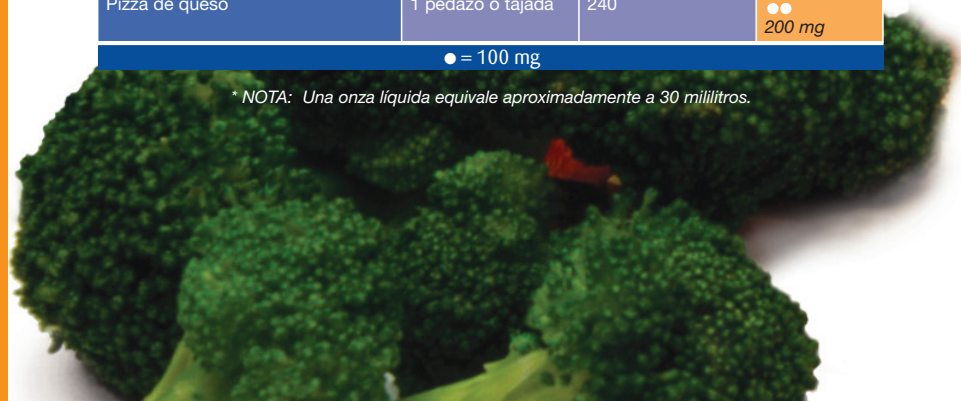 Pizza de queso 1 pedazo o tajada 240 ●●
200 mg
● = 100 mg
* NOTA: Una onza líquida equivale aproximadamente a 30 mililitros.